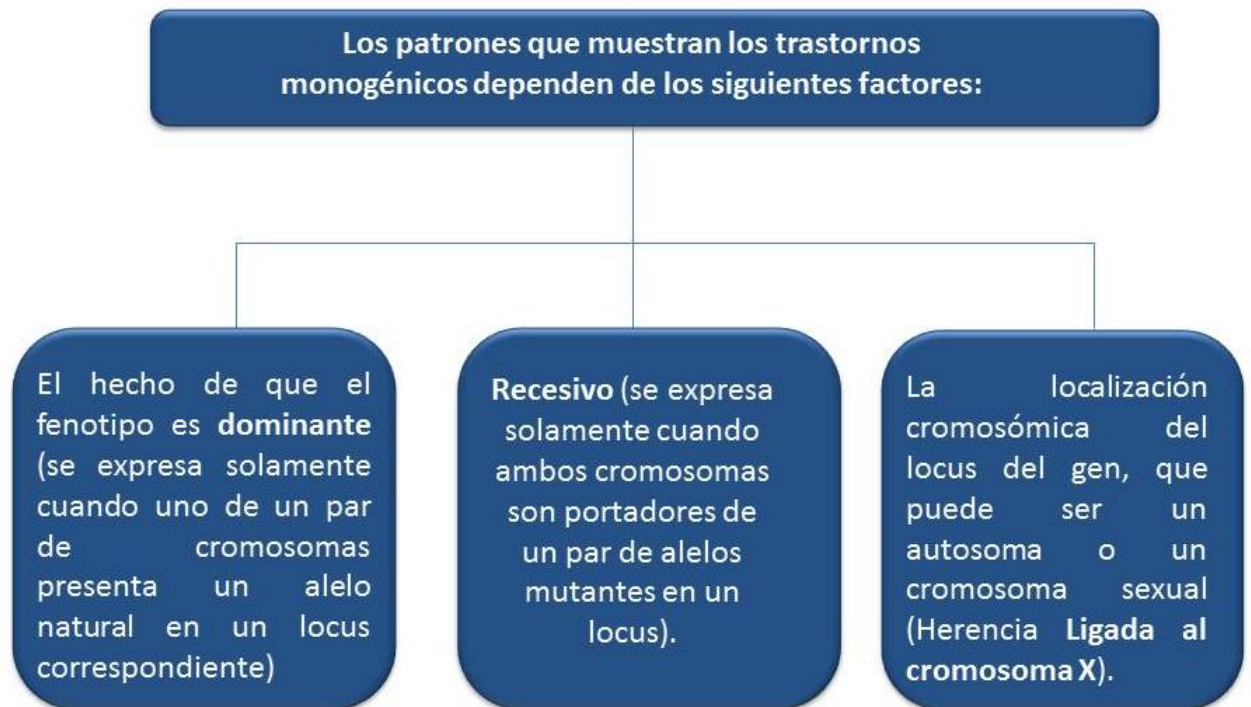 Los patrones que muestran los trastornos
monogénicos dependen de los siguientes factores:
El hecho de que el
fenotipo es dominante
(se expresa solamente
cuando uno de un par
de cromosomas
presenta un alelo
natural en un locus
correspondiente)
Recesivo (se expresa
solamente cuando
ambos cromosomas
son portadores de
un par de alelos
mutantes en un
locus).
La localización
cromosómica del
locus del gen, que
puede ser un
autosoma o un
cromosoma sexual
(Herencia Ligada al
cromosoma X).